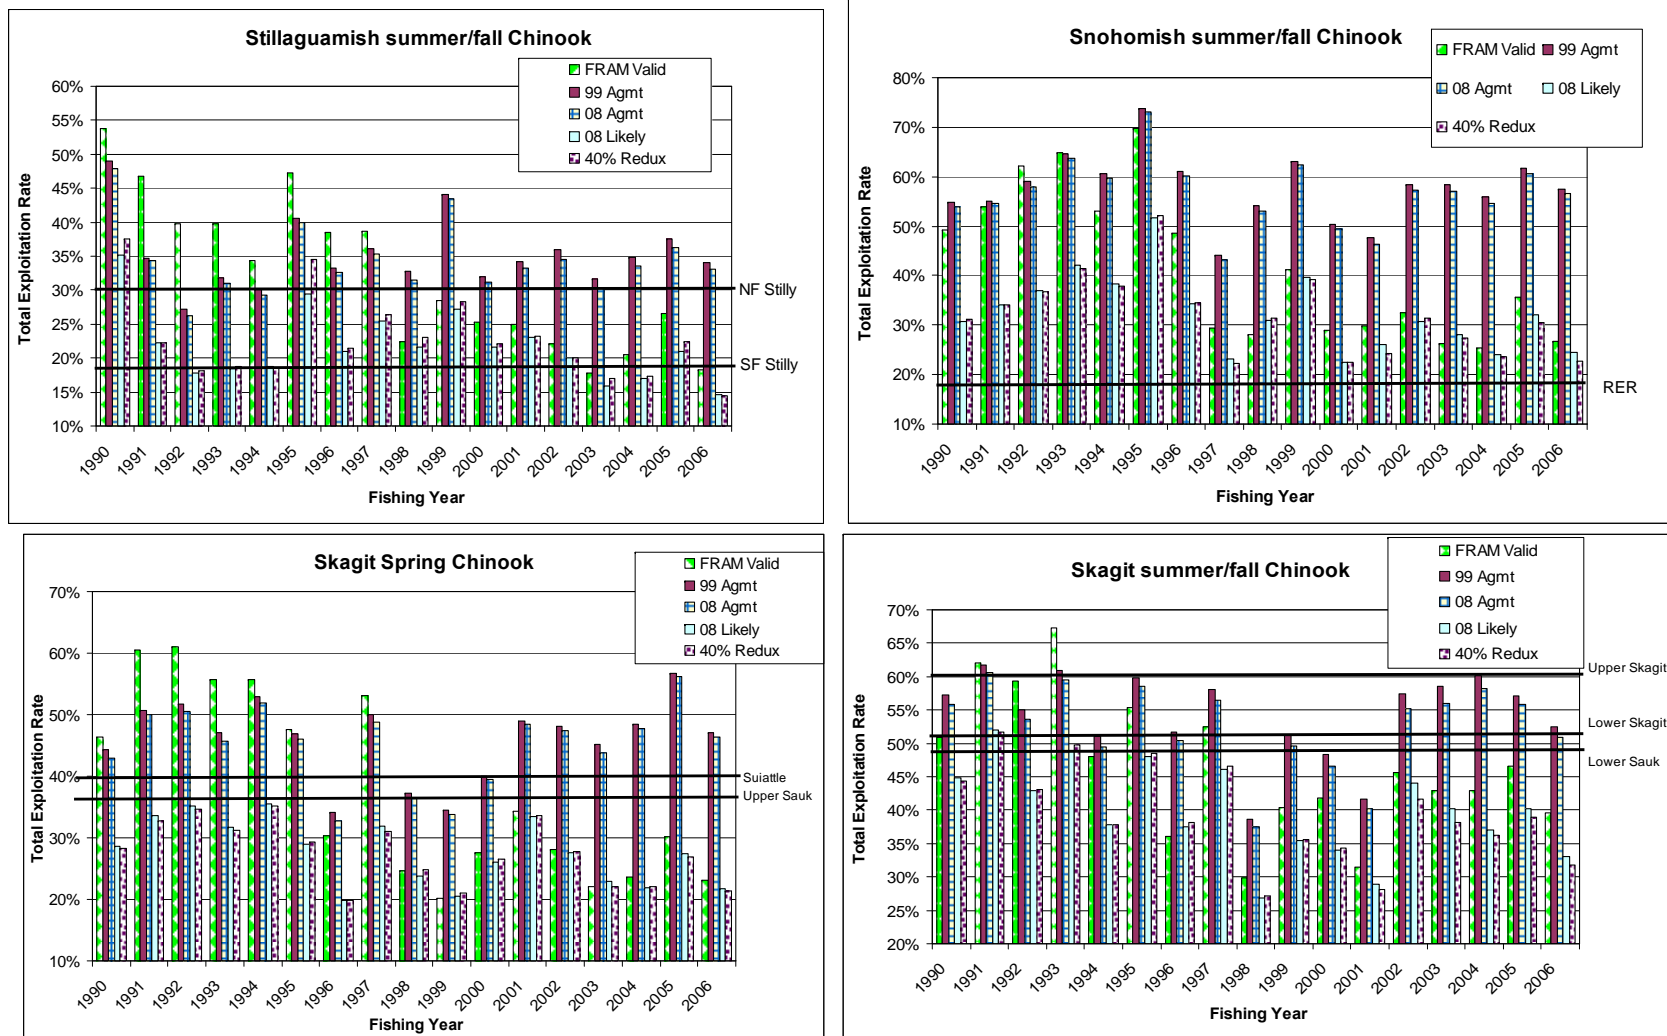 Stillaguamish summer/fall Chinook
FRAM Valid
99 Agmt
08 Agmt
08 Likely
40% Redux
Total Exploitation Rate
60%
55%
50%
45%
40%
35%
30%
25%
20%
15%
10%
NF Stilly
SF Stilly
1990 1991 1992 1993 1994 1995 1996 1997 1998 1999 2000 2001 2002 2003 2004 2005 2006
Fishing Year
Snohomish summer/fall Chinook
FRAM Valid 99 Agmt
08 Agmt 08 Likely
40% Redux
Total Exploitation Rate
80%
70%
60%
50%
40%
30%
20%
10%
RER
1990 1991 1992 1993 1994 1995 1996 1997 1998 1999 2000 2001 2002 2003 2004 2005 2006
Fishing Year
Skagit Spring Chinook
FRAM Valid
99 Agmt
08 Agmt
08 Likely
40% Redux
Total Exploitation Rate
70%
60%
50%
40%
30%
20%
10%
Suiattle
Upper Sauk
1990 1991 1992 1993 1994 1995 1996 1997 1998 1999 2000 2001 2002 2003 2004 2005 2006
Fishing Year
Skagit summer/fall Chinook
FRAM Valid
99 Agmt
08 Agmt
08 Likely
40% Redux
Total Exploitation Rate
70%
65%
60%
55%
50%
45%
40%
35%
30%
25%
20%
Upper Skagit
Lower Skagit
Lower Sauk
1990 1991 1992 1993 1994 1995 1996 1997 1998 1999 2000 2001 2002 2003 2004 2005 2006
Fishing Year